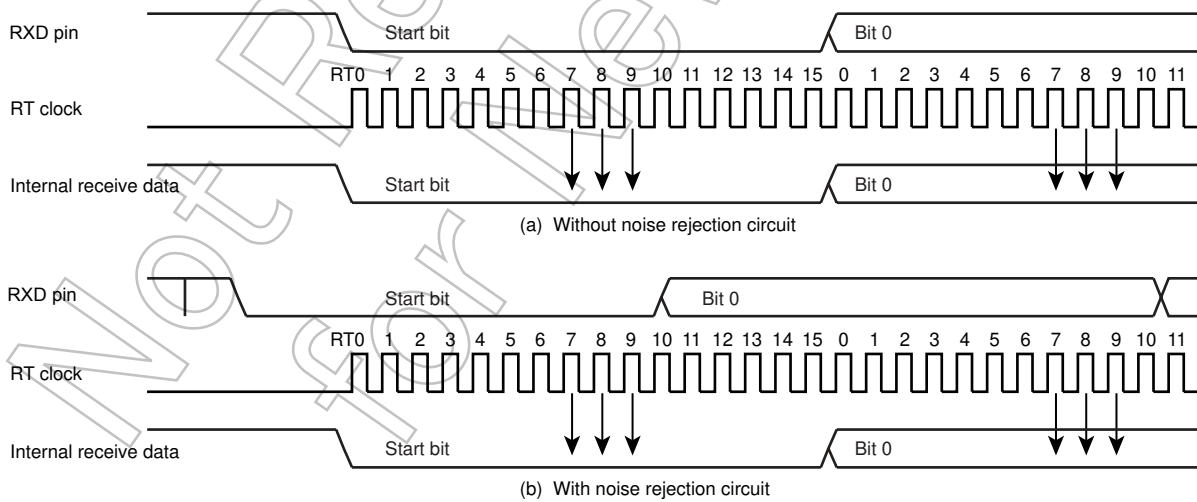 RXD pin Start bit Bit 0
RT0 1 2 3 4 5 6 7 8 9 10 11 12 13 14 15 0 1 2 3 4 5 6 7 8 9 10 11
RT clock
Internal receive data Start bit Bit 0
(a) Without noise rejection circuit
RXD pin Start bit Bit 0
RT0 1 2 3 4 5 6 7 8 9 10 11 12 13 14 15 0 1 2 3 4 5 6 7 8 9 10 11
RT clock
Internal receive data Start bit Bit 0
(b) With noise rejection circuit
Not Re
for New